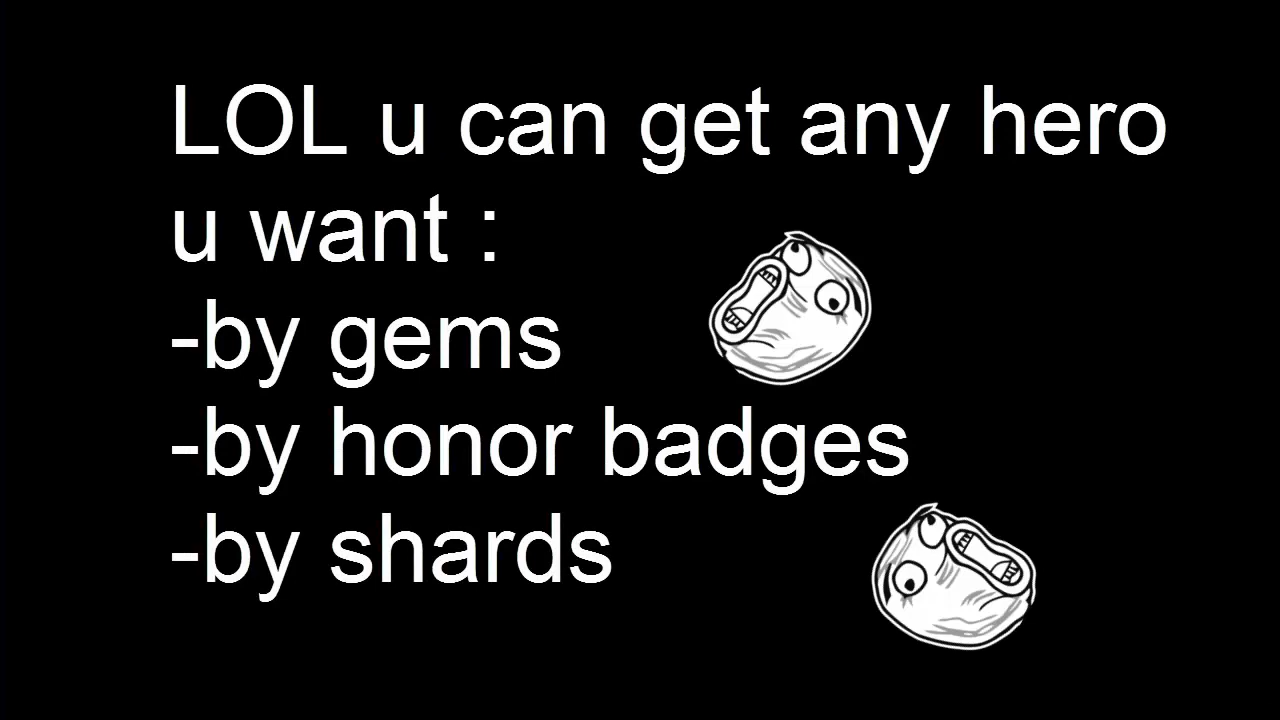 LOL u can get any hero
u want :
-by gems
-by honor badges
-by shards